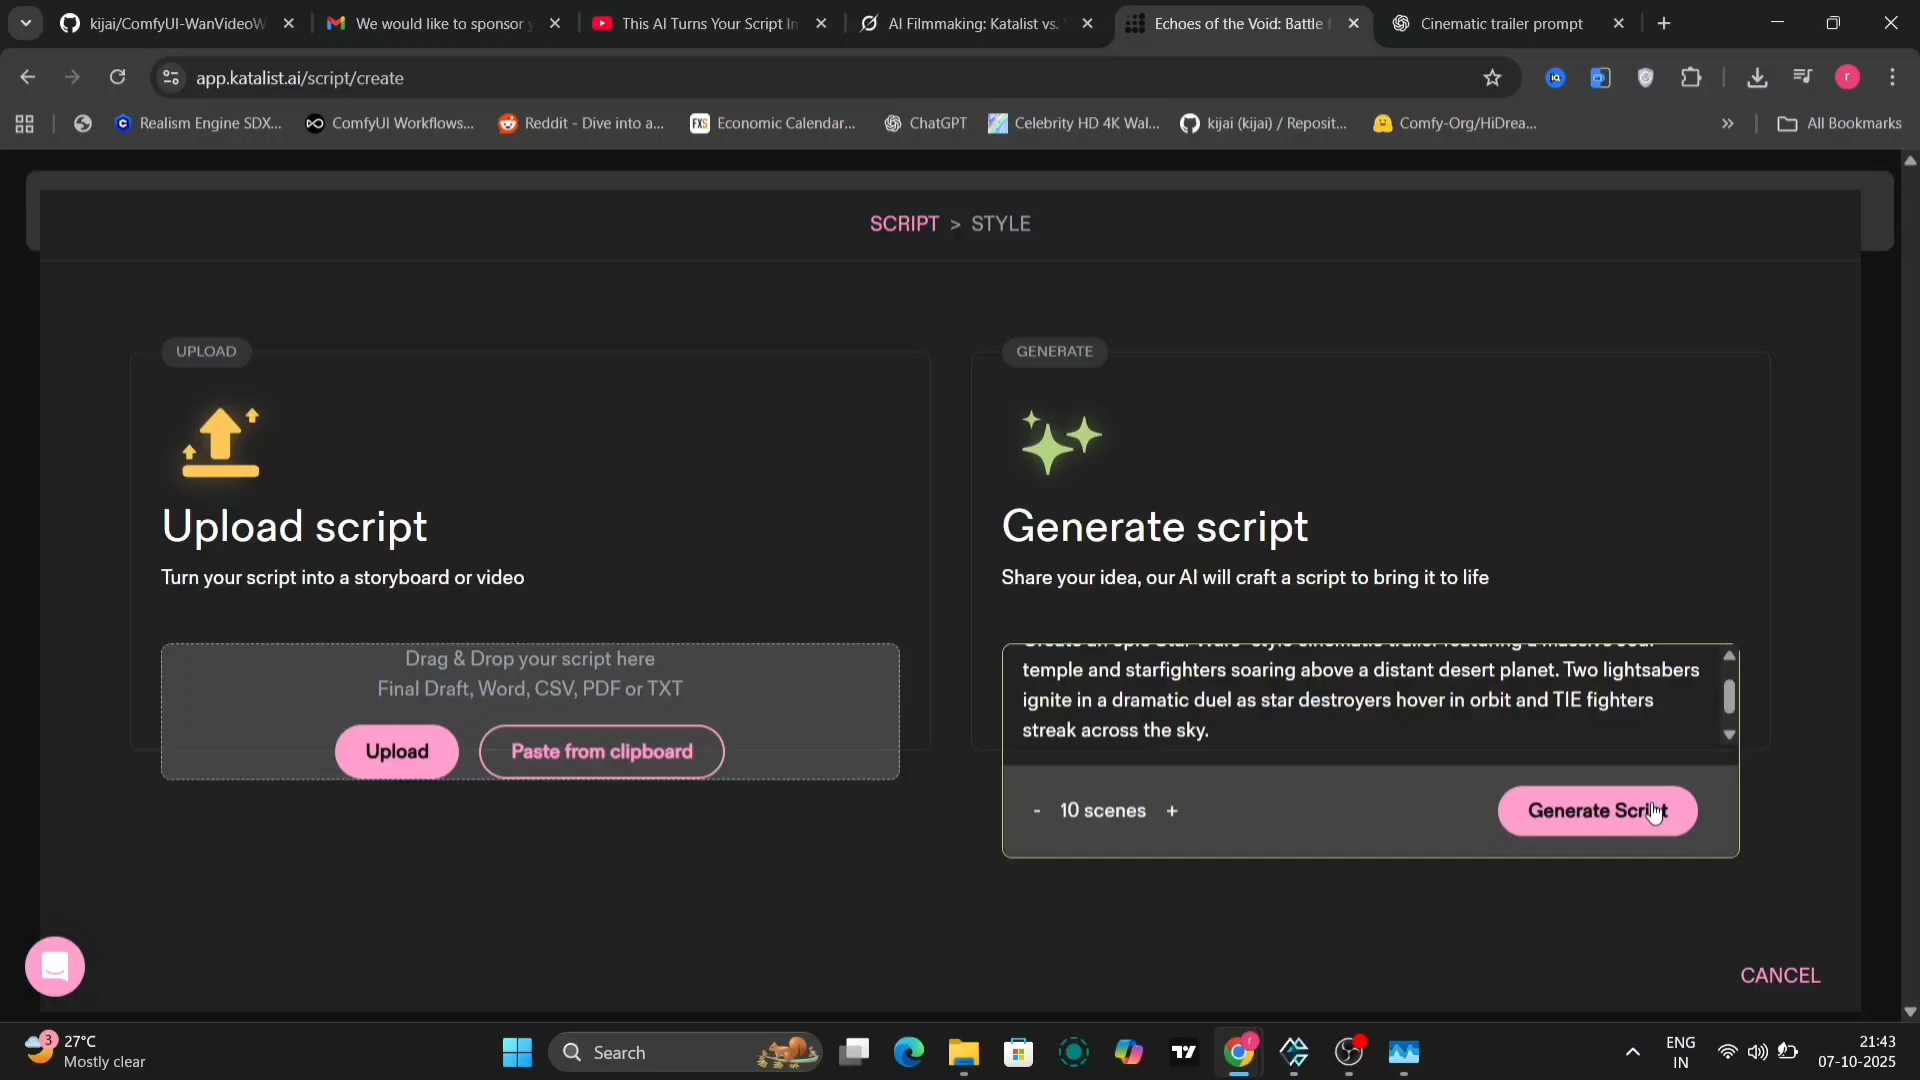 kijai/ComfyUI-WanVideoW
We would like to sponsor y
This AI Turns Your Script In
AI Filmmaking: Katalist vs.
Echoes of the Void: Battle f
Cinematic trailer prompt
app.katalist.ai/script/create
r
Realism Engine SDX...
ComfyUI Workflows...
Reddit - Dive into a...
FXS
Economic Calendar...
ChatGPT
Celebrity HD 4K Wal...
kijai (kijai) / Reposit...
Comfy-Org/HiDrea...
All Bookmarks
SCRIPT > STYLE
UPLOAD
Upload script
Turn your script into a storyboard or video
Drag & Drop your script here
Final Draft, Word, CSV, PDF or TXT
Upload
Paste from clipboard
GENERATE
Generate script
Share your idea, our AI will craft a script to bring it to life
temple and starfighters soaring above a distant desert planet. Two lightsabers
ignite in a dramatic duel as star destroyers hover in orbit and TIE fighters
streak across the sky.
- 10 scenes +
Generate Script
CANCEL
3
27°C
Mostly clear
Search
ENG
IN
21:43
07-10-2025